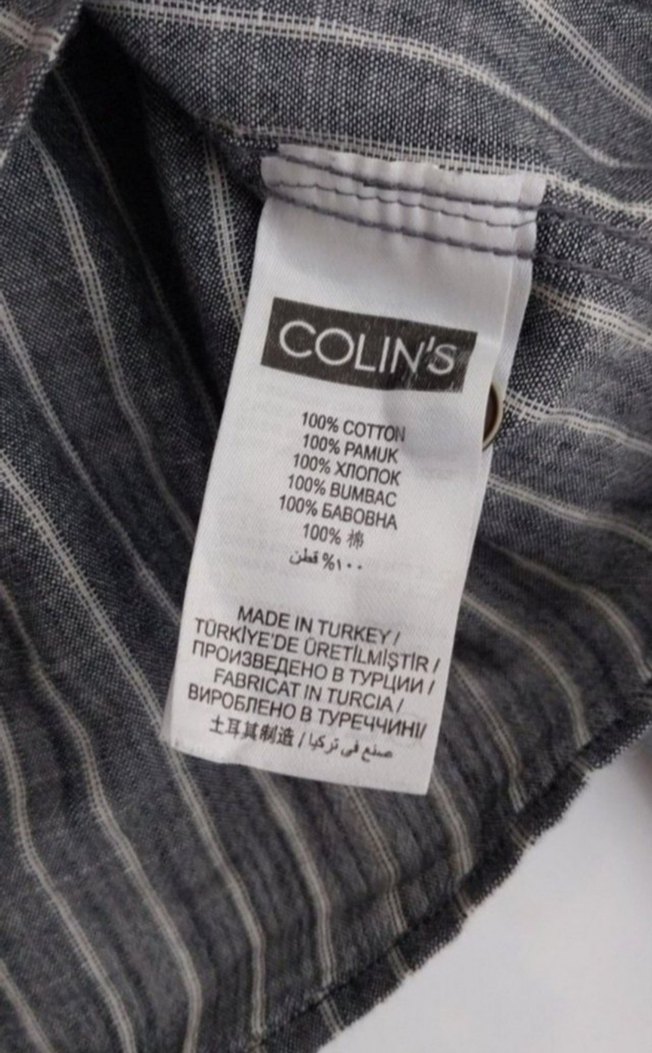 COLIN'S
100% COTTON
100% PAMUK
100% ХЛОПОК
100% BUMBAC
100% БАВОВНА
100% 棉
١٠٠% قطن
MADE IN TURKEY /
TÜRKİYE'DE ÜRETİLMİŞTİR /
ПРОИЗВЕДЕНО В ТУРЦИИ /
FABRICAT IN TURCIA /
ВИРОБЛЕНО В ТУРЕЧЧИНІ/
土耳其制造 / صنع في تركيا